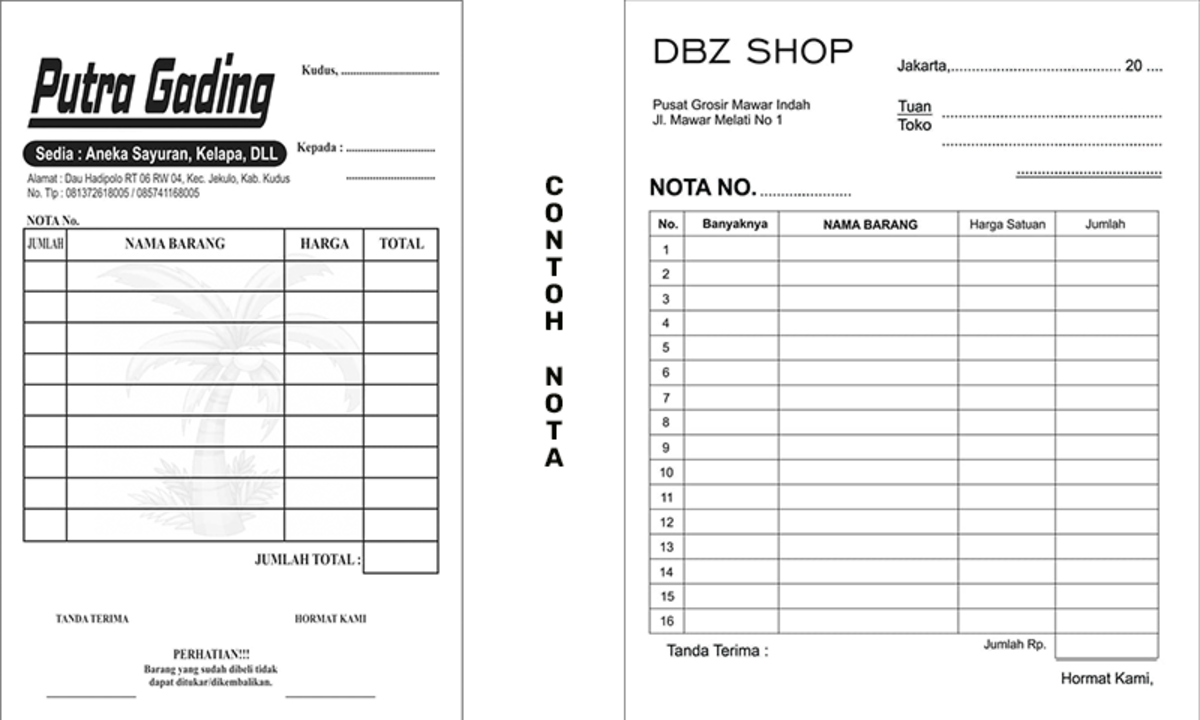 Putra Gading
Kudus, ........................
Sedia : Aneka Sayuran, Kelapa, DLL
Kepada : ........................
........................
Alamat : Dau Hadipolo RT 06 RW 04, Kec. Jekulo, Kab. Kudus
No. Tlp : 081372618005 / 085741168005
NOTA No.
JUMLAH NAMA BARANG HARGA TOTAL
JUMLAH TOTAL :
TANDA TERIMA HORMAT KAMI
PERHATIAN!!!
Barang yang sudah dibeli tidak
dapat ditukar/dikembalikan.
CONTOH NOTA
DBZ SHOP
Jakarta,........................ 20 ....
Pusat Grosir Mawar Indah
Jl. Mawar Melati No 1
Tuan ........................
Toko ........................
NOTA NO. ........................
No. Banyaknya NAMA BARANG Harga Satuan Jumlah
1
2
3
4
5
6
7
8
9
10
11
12
13
14
15
16
Tanda Terima : Jumlah Rp.
Hormat Kami,